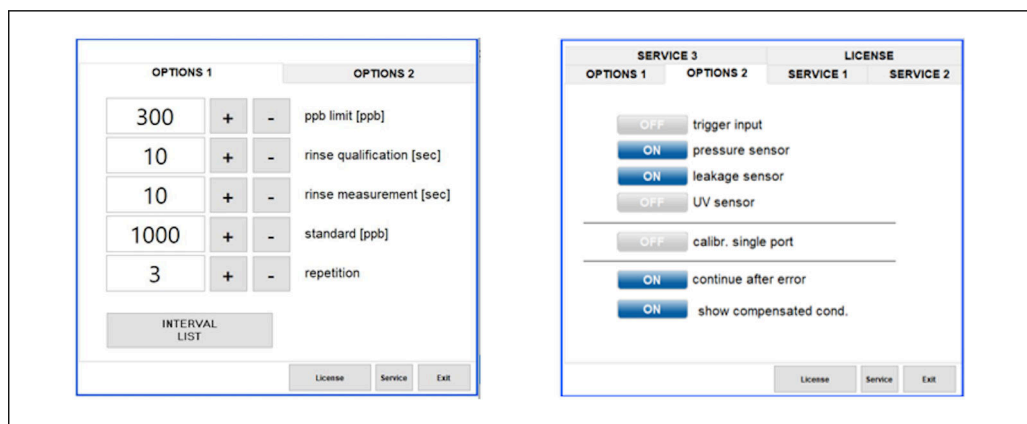 OPTIONS 1 OPTIONS 2
300 + - ppb limit [ppb]
10 + - rinse qualification [sec]
10 + - rinse measurement [sec]
1000 + - standard [ppb]
3 + - repetition
INTERVAL
LIST
License Service Exit
SERVICE 3 LICENSE
OPTIONS 1 OPTIONS 2 SERVICE 1 SERVICE 2
OFF trigger input
ON pressure sensor
ON leakage sensor
OFF UV sensor
OFF calibr. single port
ON continue after error
ON show compensated cond.
License Service Exit